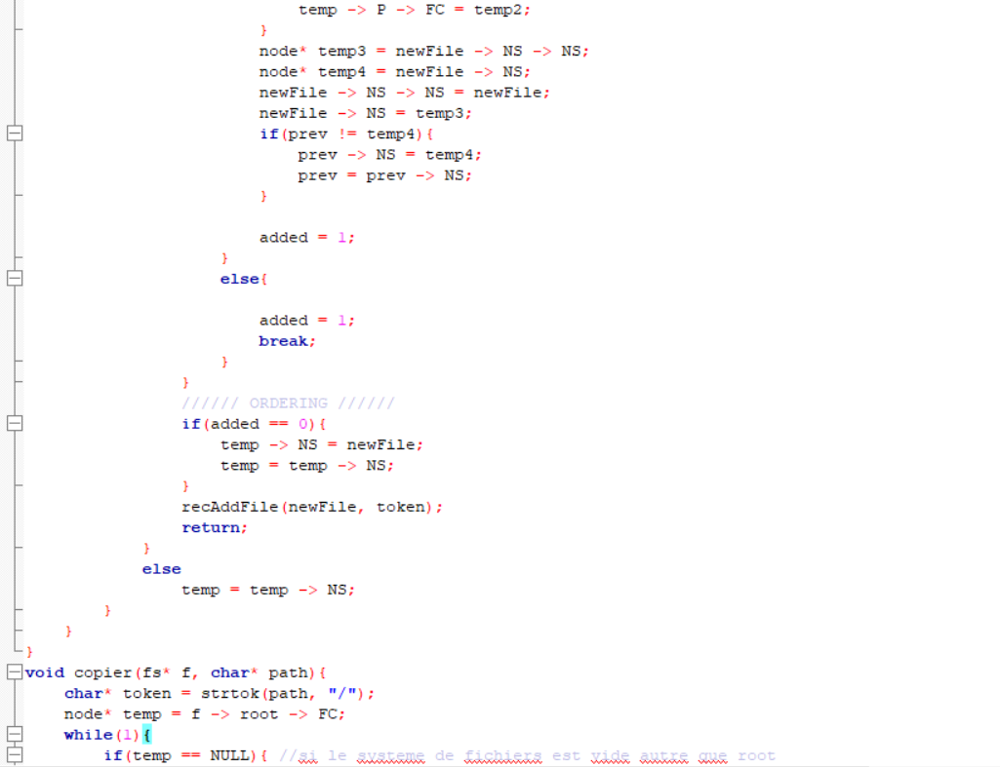 temp -> P -> FC = temp2;
}
node* temp3 = newFile -> NS -> NS;
node* temp4 = newFile -> NS;
newFile -> NS -> NS = newFile;
newFile -> NS = temp3;
if(prev != temp4){
prev -> NS = temp4;
prev = prev -> NS;
}
added = 1;
}
else{
added = 1;
break;
}
}
////// ORDERING //////
if(added == 0){
temp -> NS = newFile;
temp = temp -> NS;
}
recAddFile(newFile, token);
return;
}
else
temp = temp -> NS;
}
}
}
void copier(fs* f, char* path){
char* token = strtok(path, "/");
node* temp = f -> root -> FC;
while(1){
if(temp == NULL){ //si le systeme de fichiers est vide autre que root